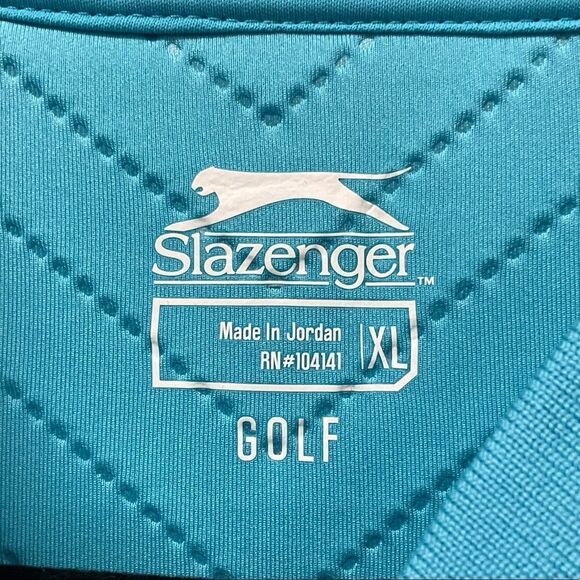 Slazenger™
Made In Jordan
RN#104141
XL
GOLF